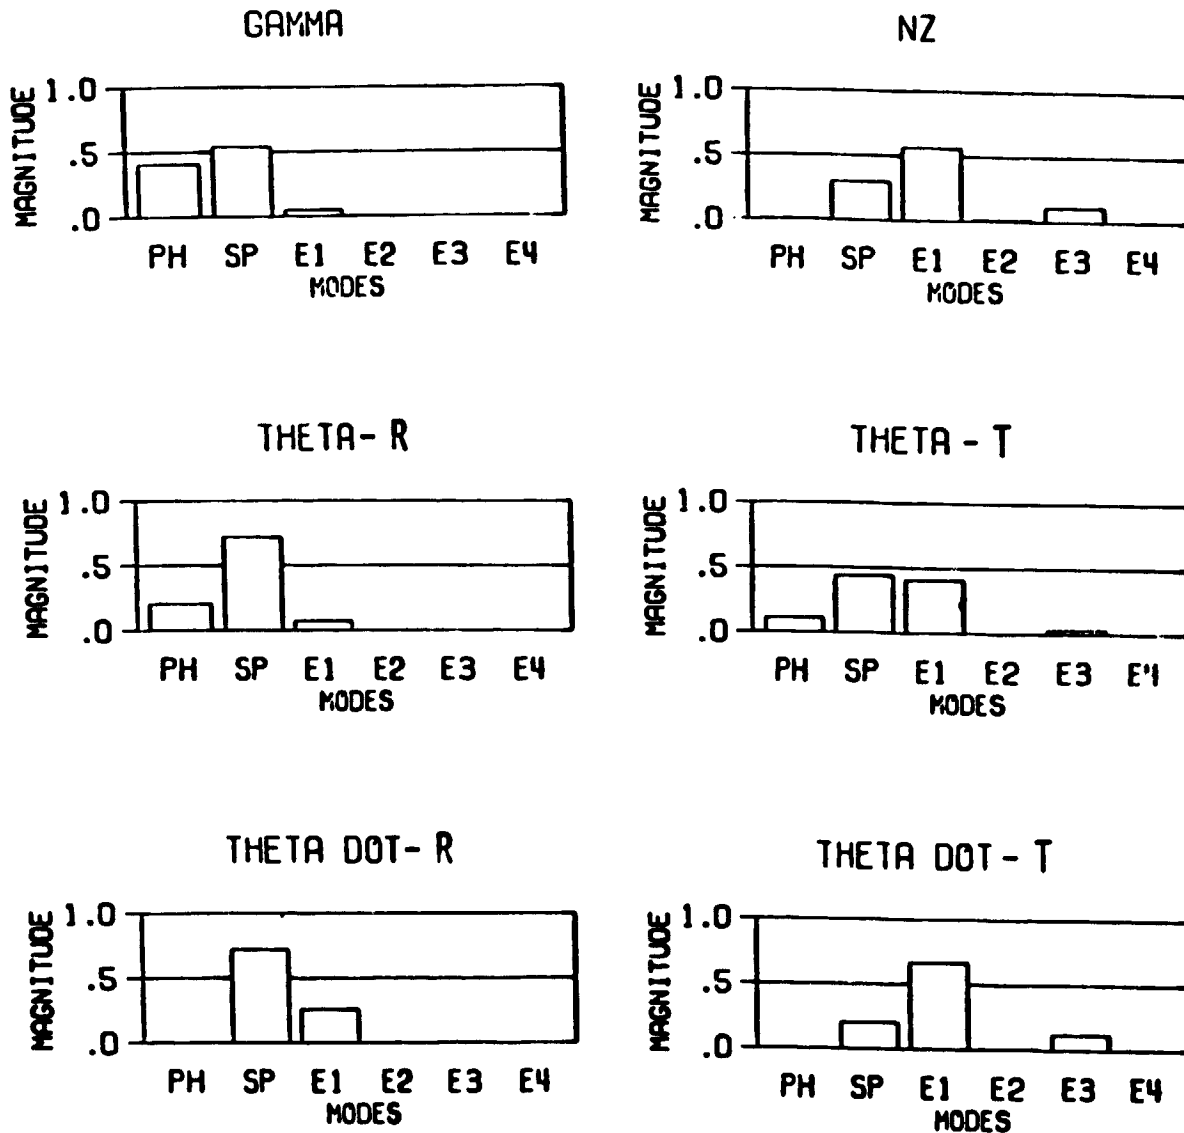 GAMMA
MAGNITUDE
1.0
.5
.0
PH SP E1 E2 E3 E4
MODES
NZ
MAGNITUDE
1.0
.5
.0
PH SP E1 E2 E3 E4
MODES
THETA- R
MAGNITUDE
1.0
.5
.0
PH SP E1 E2 E3 E4
MODES
THETA - T
MAGNITUDE
1.0
.5
.0
PH SP E1 E2 E3 E4
MODES
THETA DOT- R
MAGNITUDE
1.0
.5
.0
PH SP E1 E2 E3 E4
MODES
THETA DOT - T
MAGNITUDE
1.0
.5
.0
PH SP E1 E2 E3 E4
MODES